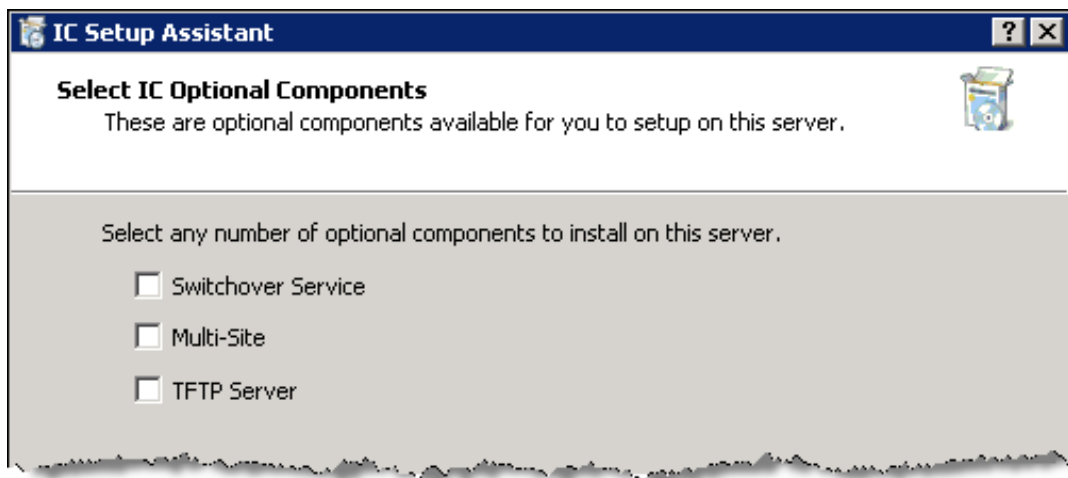 IC Setup Assistant
Select IC Optional Components
These are optional components available for you to setup on this server.
Select any number of optional components to install on this server.
Switchover Service
Multi-Site
TFTP Server